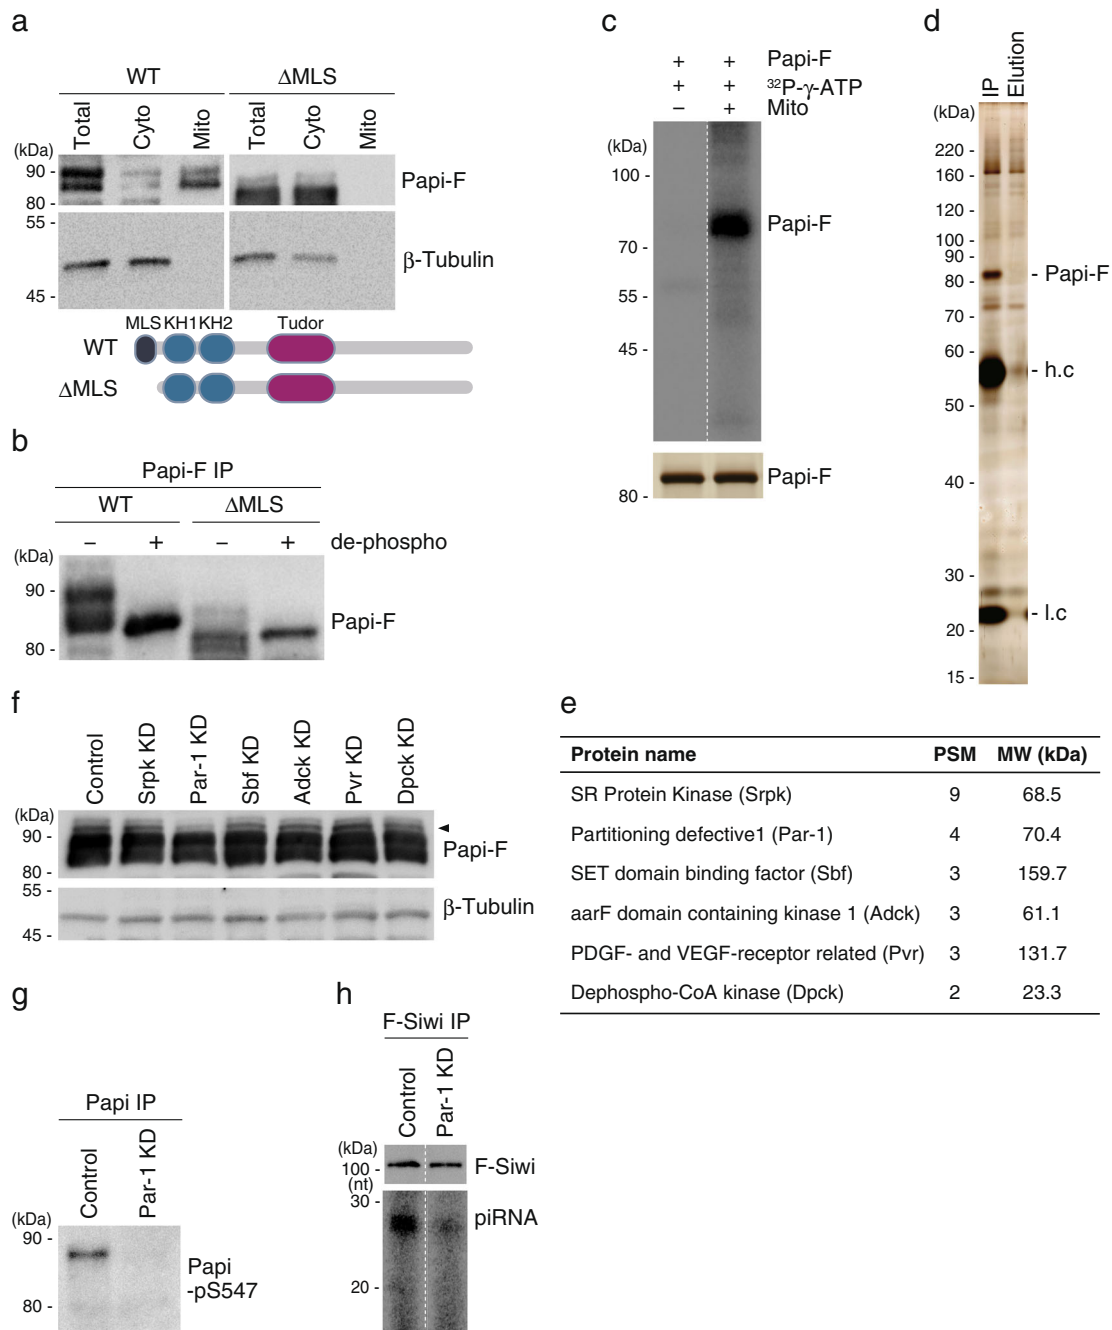 a
WT
ΔMLS
Total
Cyto
Mito
Total
Cyto
Mito
(kDa)
90 -
80 -
Papi-F
55 -
45 -
β-Tubulin
MLS KH1 KH2 Tudor
WT
ΔMLS
b
Papi-F IP
WT
ΔMLS
– + – + de-phospho
(kDa)
90 -
80 -
Papi-F
c
+ + Papi-F
+ + ³²P-γ-ATP
– + Mito
(kDa)
100 -
70 -
55 -
45 -
Papi-F
80 -
Papi-F
d
IP
Elution
(kDa)
220 -
160 -
120 -
100 -
90 -
80 -
70 -
60 -
50 -
40 -
30 -
20 -
15 -
- Papi-F
- h.c
- l.c
e
Protein name PSM MW (kDa)
SR Protein Kinase (Srpk) 9 68.5
Partitioning defective1 (Par-1) 4 70.4
SET domain binding factor (Sbf) 3 159.7
aarF domain containing kinase 1 (Adck) 3 61.1
PDGF- and VEGF-receptor related (Pvr) 3 131.7
Dephospho-CoA kinase (Dpck) 2 23.3
f
Control
Srpk KD
Par-1 KD
Sbf KD
Adck KD
Pvr KD
Dpck KD
(kDa)
90 -
80 -
Papi-F
55 -
45 -
β-Tubulin
g
Papi IP
Control
Par-1 KD
(kDa)
90 -
80 -
Papi
-pS547
h
F-Siwi IP
Control
Par-1 KD
(kDa)
100 -
F-Siwi
(nt)
30 -
20 -
piRNA